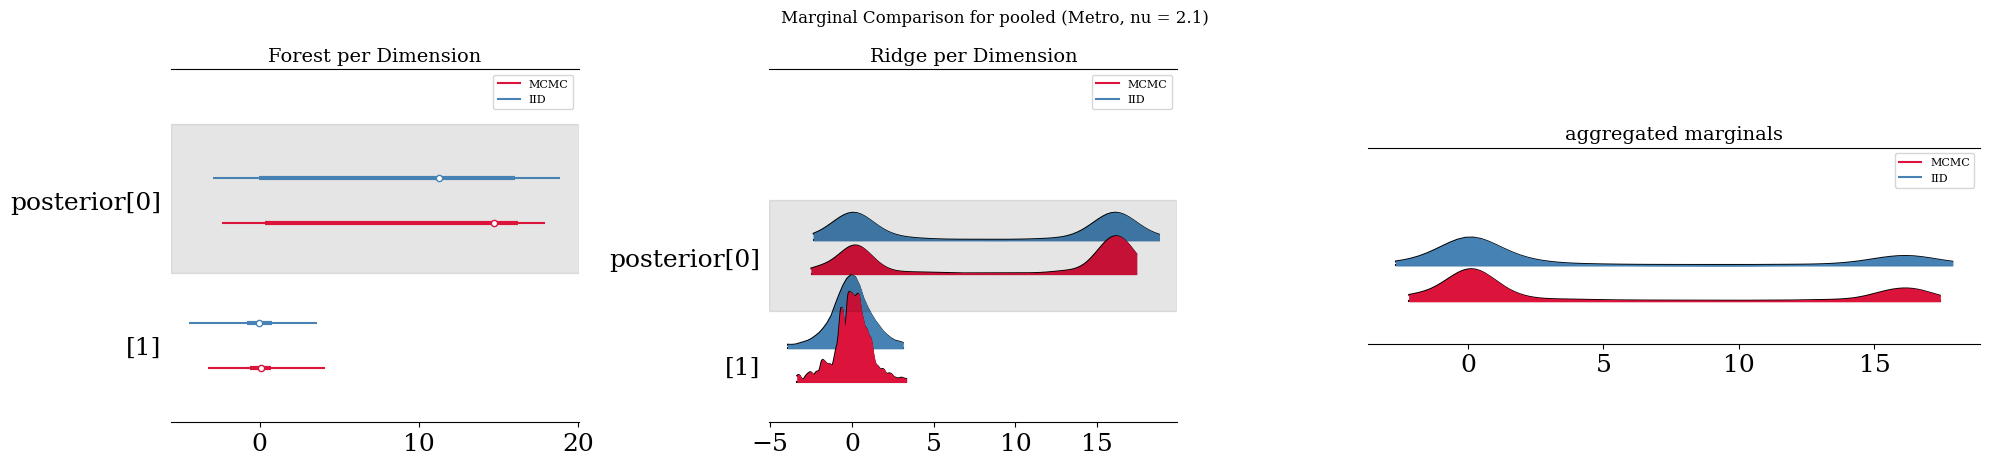 Marginal Comparison for pooled (Metro, nu = 2.1)
Forest per Dimension
MCMC
IID
posterior[0]
[1]
0
10
20
Ridge per Dimension
MCMC
IID
posterior[0]
[1]
−5
0
5
10
15
aggregated marginals
MCMC
IID
0
5
10
15